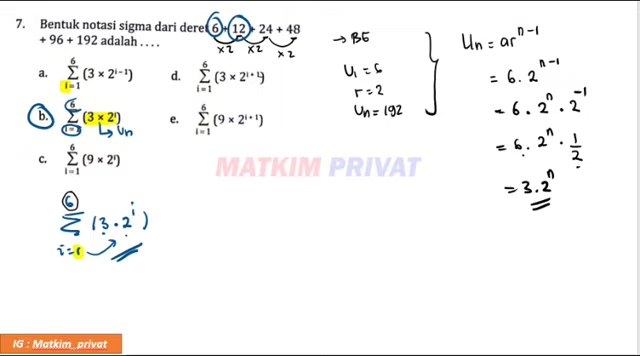 7. Bentuk notasi sigma dari deret 6 + 12 + 24 + 48
+ 96 + 192 adalah . . . .
×2 ×2 ×2
a. 6 ∑ i=1 (3 × 2^(i−1))
d. 6 ∑ i=1 (3 × 2^(i+1))
b. 6 ∑ i=1 (3 × 2^i)
→ Un
e. 6 ∑ i=1 (9 × 2^(i+1))
c. 6 ∑ i=1 (9 × 2^i)
6 ∑ i=1 (3 . 2^i)
→ BG
U1 = 6
r = 2
Un = 192
Un = ar^(n-1)
= 6 . 2^(n-1)
= 6 . 2^n . 2^-1
= 6 . 2^n . 1/2
= 3 . 2^n
MATKIM PRIVAT
IG : Matkim_privat